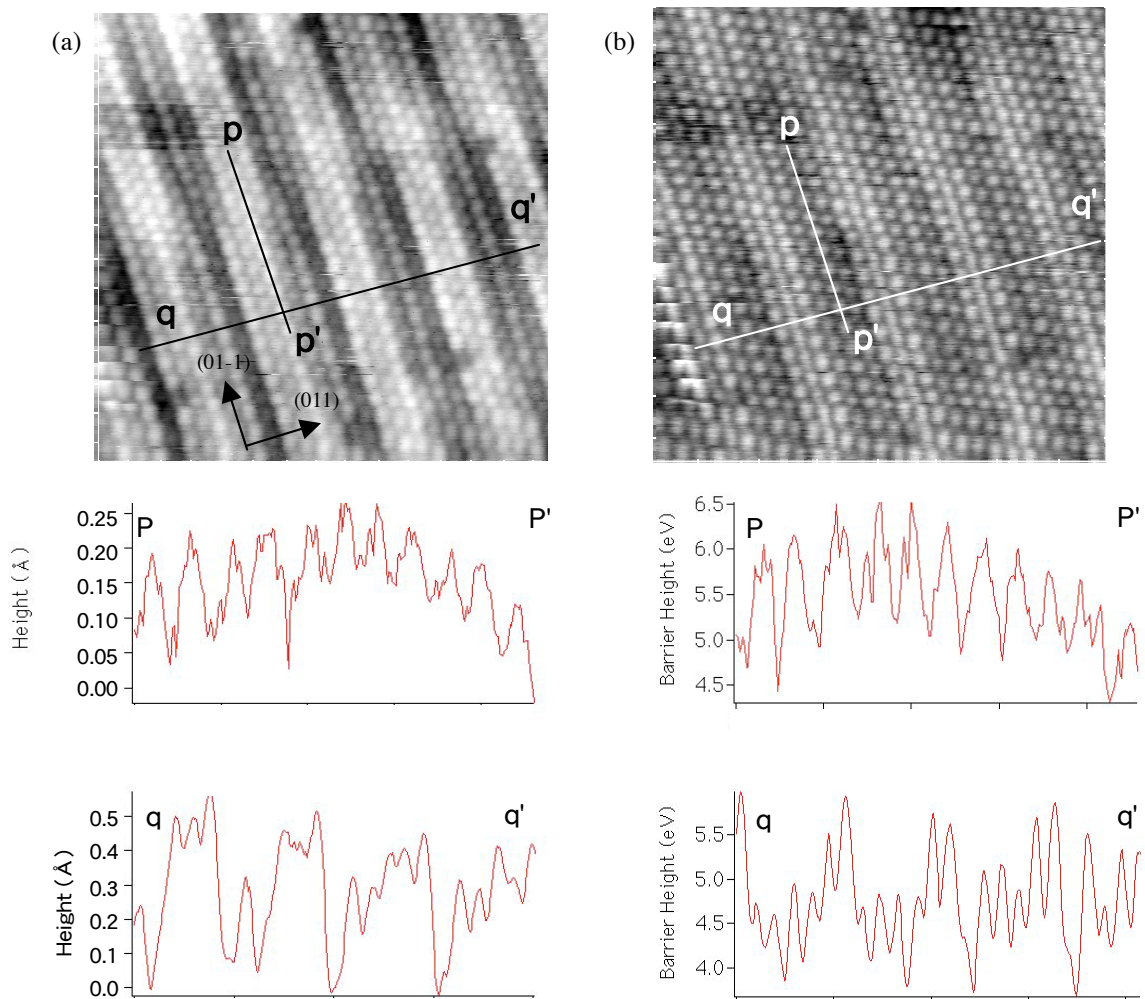 (a)
p
q'
q
p'
(01-1)
(011)
(b)
p
q'
q
p'
P
P'
Height (Å)
0.25
0.20
0.15
0.10
0.05
0.00
P
P'
Barrier Height (eV)
6.5
6.0
5.5
5.0
4.5
q
q'
Height (Å)
0.5
0.4
0.3
0.2
0.1
0.0
q
q'
Barrier Height (eV)
5.5
5.0
4.5
4.0